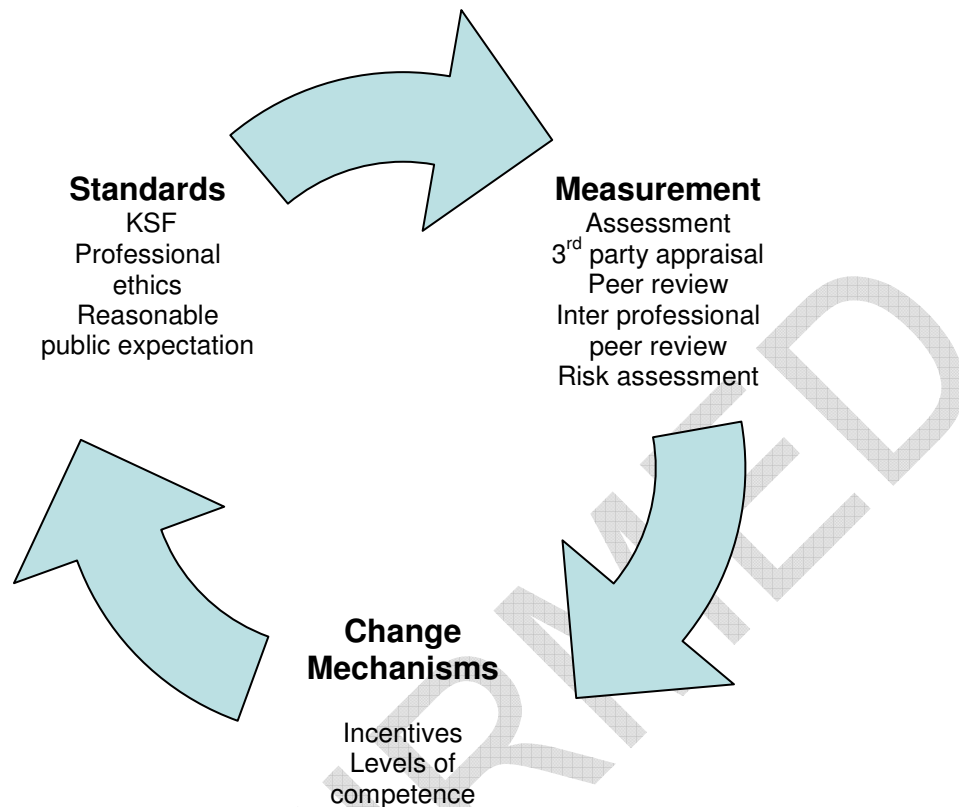 Standards
KSF
Professional
ethics
Reasonable
public expectation
Measurement
Assessment
3rd party appraisal
Peer review
Inter professional
peer review
Risk assessment
Change
Mechanisms
Incentives
Levels of
competence
RMED